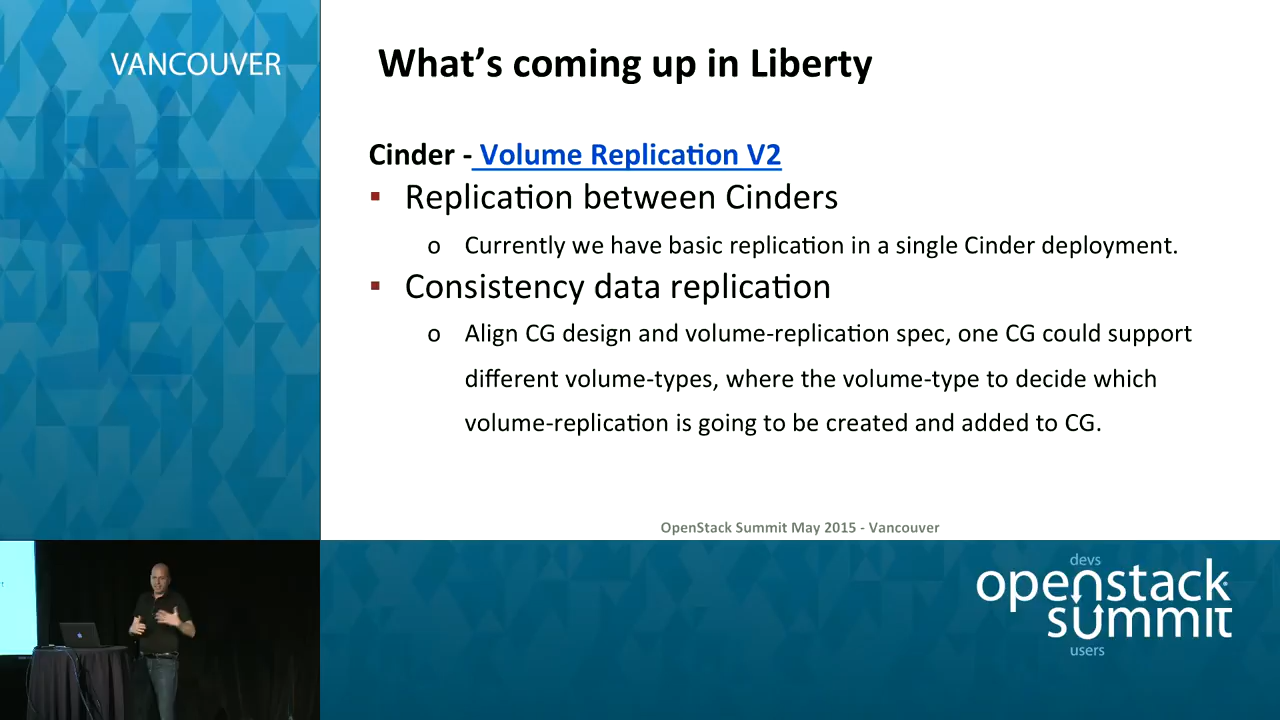 VANCOUVER
What's coming up in Liberty
Cinder - Volume Replication V2
▪ Replication between Cinders
o Currently we have basic replication in a single Cinder deployment.
▪ Consistency data replication
o Align CG design and volume-replication spec, one CG could support
different volume-types, where the volume-type to decide which
volume-replication is going to be created and added to CG.
OpenStack Summit May 2015 - Vancouver
devs
openstack
summit
users